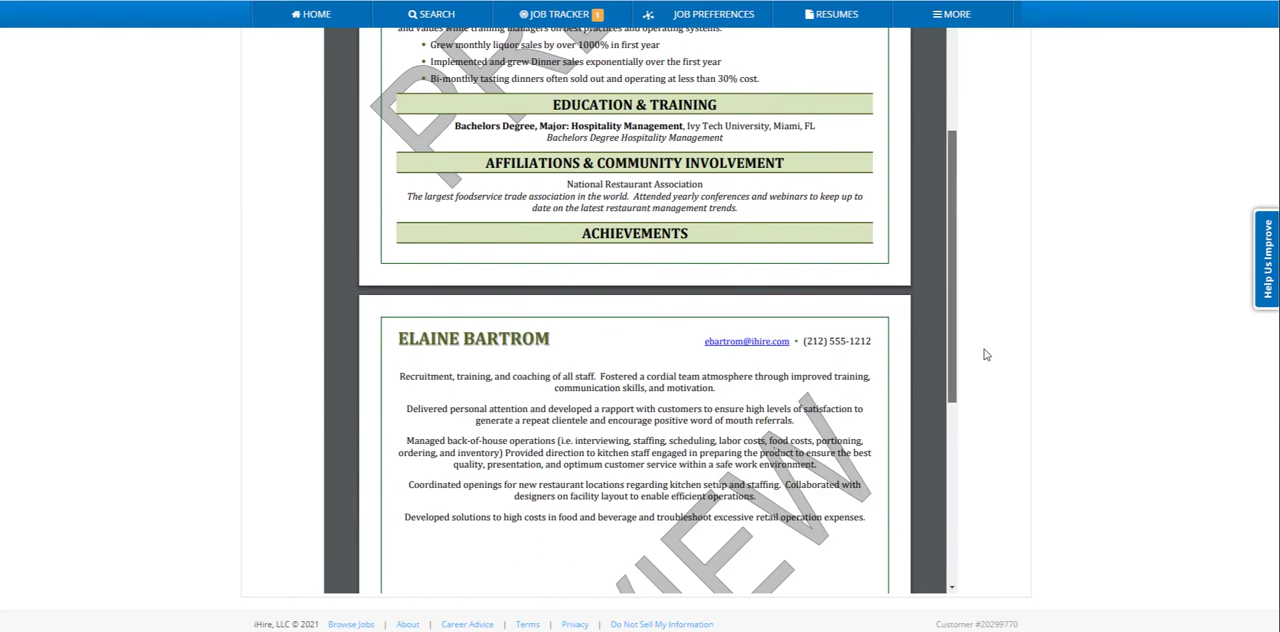 HOME SEARCH JOB TRACKER 1 JOB PREFERENCES RESUMES MORE
and values while training managers on best practices and operating systems.
• Grew monthly liquor sales by over 1000% in first year
• Implemented and grew Dinner sales exponentially over the first year
• Bi-monthly tasting dinners often sold out and operating at less than 30% cost.
EDUCATION & TRAINING
Bachelors Degree, Major: Hospitality Management, Ivy Tech University, Miami, FL
Bachelors Degree Hospitality Management
AFFILIATIONS & COMMUNITY INVOLVEMENT
National Restaurant Association
The largest foodservice trade association in the world. Attended yearly conferences and webinars to keep up to
date on the latest restaurant management trends.
ACHIEVEMENTS
Help Us Improve
ELAINE BARTROM ebartrom@ihire.com • (212) 555-1212
Recruitment, training, and coaching of all staff. Fostered a cordial team atmosphere through improved training,
communication skills, and motivation.
Delivered personal attention and developed a rapport with customers to ensure high levels of satisfaction to
generate a repeat clientele and encourage positive word of mouth referrals.
Managed back-of-house operations (i.e. interviewing, staffing, scheduling, labor costs, food costs, portioning,
ordering, and inventory) Provided direction to kitchen staff engaged in preparing the product to ensure the best
quality, presentation, and optimum customer service within a safe work environment.
Coordinated openings for new restaurant locations regarding kitchen setup and staffing. Collaborated with
designers on facility layout to enable efficient operations.
Developed solutions to high costs in food and beverage and troubleshoot excessive retail operation expenses.
iHire, LLC © 2021 Browse Jobs | About | Career Advice | Terms | Privacy | Do Not Sell My Information Customer #20299770